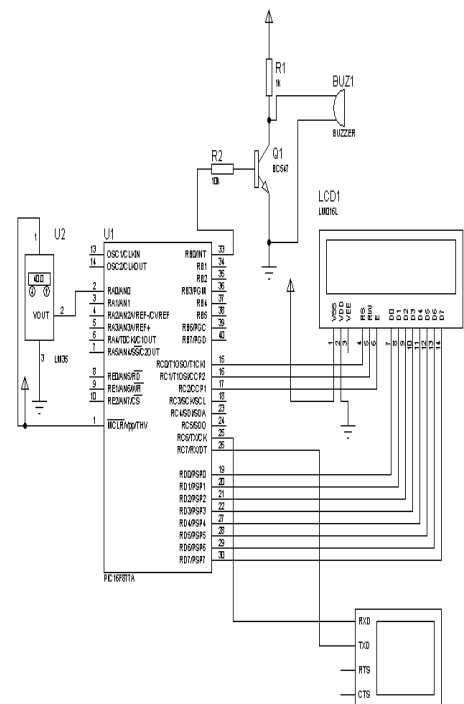 R1
1k
BUZ1
BUZZER
Q1
BC547
R2
10k
LCD1
LM016L
U2
1
40.0
VOUT
2
3
LM35
U1
13 OSC1/CLKIN
14 OSC2/CLKOUT
2 RA0/AN0
3 RA1/AN1
4 RA2/AN2/VREF-/CVREF
5 RA3/AN3/VREF+
6 RA4/T0CKI/C1OUT
7 RA5/AN4/SS/C2OUT
8 RE0/AN5/RD
9 RE1/AN6/WR
10 RE2/AN7/CS
1 MCLR/Vpp/THV
RB0/INT 33
RB1 34
RB2 35
RB3/PGM 36
RB4 37
RB5 38
RB6/PGC 39
RB7/PGD 40
RC0/T1OSO/T1CKI 15
RC1/T1OSI/CCP2 16
RC2/CCP1 17
RC3/SCK/SCL 18
RC4/SDI/SDA 23
RC5/SDO 24
RC6/TX/CK 25
RC7/RX/DT 26
RD0/PSP0 19
RD1/PSP1 20
RD2/PSP2 21
RD3/PSP3 22
RD4/PSP4 27
RD5/PSP5 28
RD6/PSP6 29
RD7/PSP7 30
PIC16F877A
VSS VDD VEE RS RW E D0 D1 D2 D3 D4 D5 D6 D7
1 2 3 4 5 6 7 8 9 10 11 12 13 14
RXD
TXD
RTS
CTS